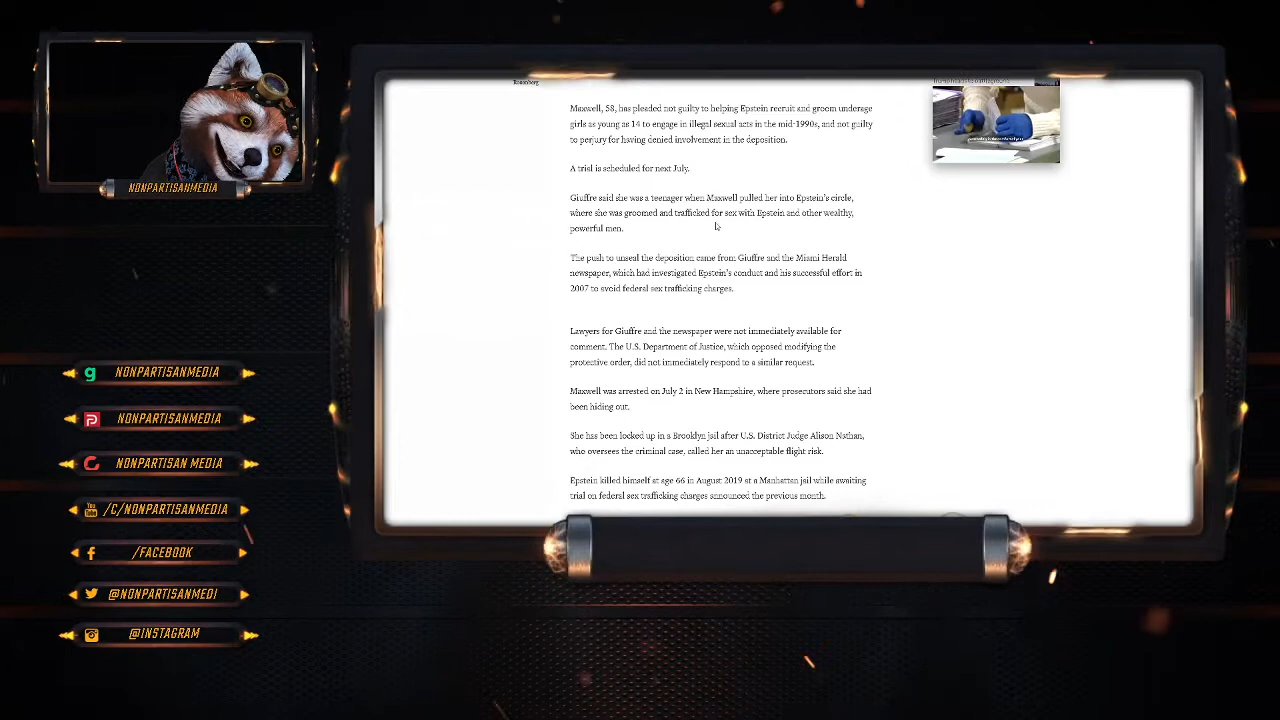 NONPARTISANMEDIA
NONPARTISANMEDIA
NONPARTISANMEDIA
NONPARTISAN MEDIA
You Tube /C/NONPARTISANMEDIA
/FACEBOOK
@NONPARTISANMEDI
@INSTAGRAM
Rosenberg
Maxwell, 58, has pleaded not guilty to helping Epstein recruit and groom underage
girls as young as 14 to engage in illegal sexual acts in the mid-1990s, and not guilty
to perjury for having denied involvement in the deposition.
A trial is scheduled for next July.
Giuffre said she was a teenager when Maxwell pulled her into Epstein's circle,
where she was groomed and trafficked for sex with Epstein and other wealthy,
powerful men.
The push to unseal the deposition came from Giuffre and the Miami Herald
newspaper, which had investigated Epstein's conduct and his successful effort in
2007 to avoid federal sex trafficking charges.
Lawyers for Giuffre and the newspaper were not immediately available for
comment. The U.S. Department of Justice, which opposed modifying the
protective order, did not immediately respond to a similar request.
Maxwell was arrested on July 2 in New Hampshire, where prosecutors said she had
been hiding out.
She has been locked up in a Brooklyn jail after U.S. District Judge Alison Nathan,
who oversees the criminal case, called her an unacceptable flight risk.
Epstein killed himself at age 66 in August 2019 at a Manhattan jail while awaiting
trial on federal sex trafficking charges announced the previous month.